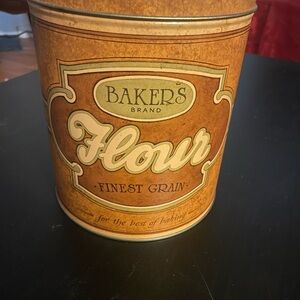 BAKERS
BRAND
Flour
·FINEST GRAIN·
for the best of baking